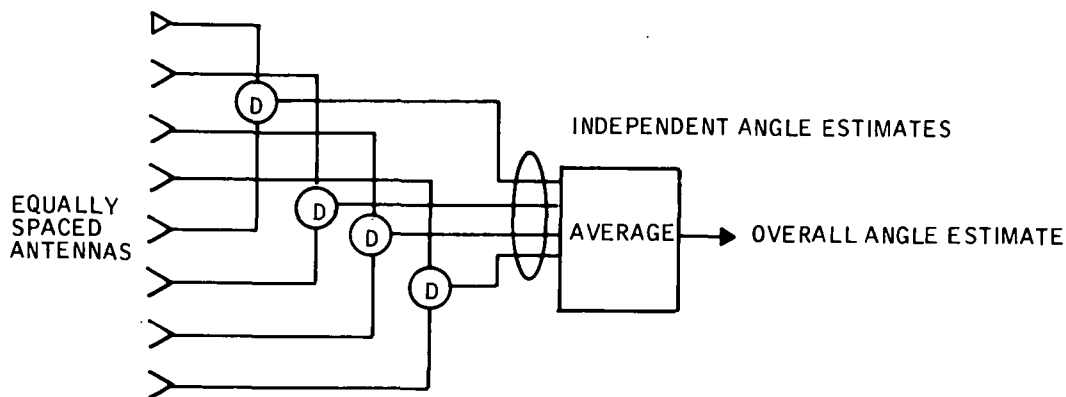 D
INDEPENDENT ANGLE ESTIMATES
D
EQUALLY
SPACED
ANTENNAS
D
AVERAGE
OVERALL ANGLE ESTIMATE
D